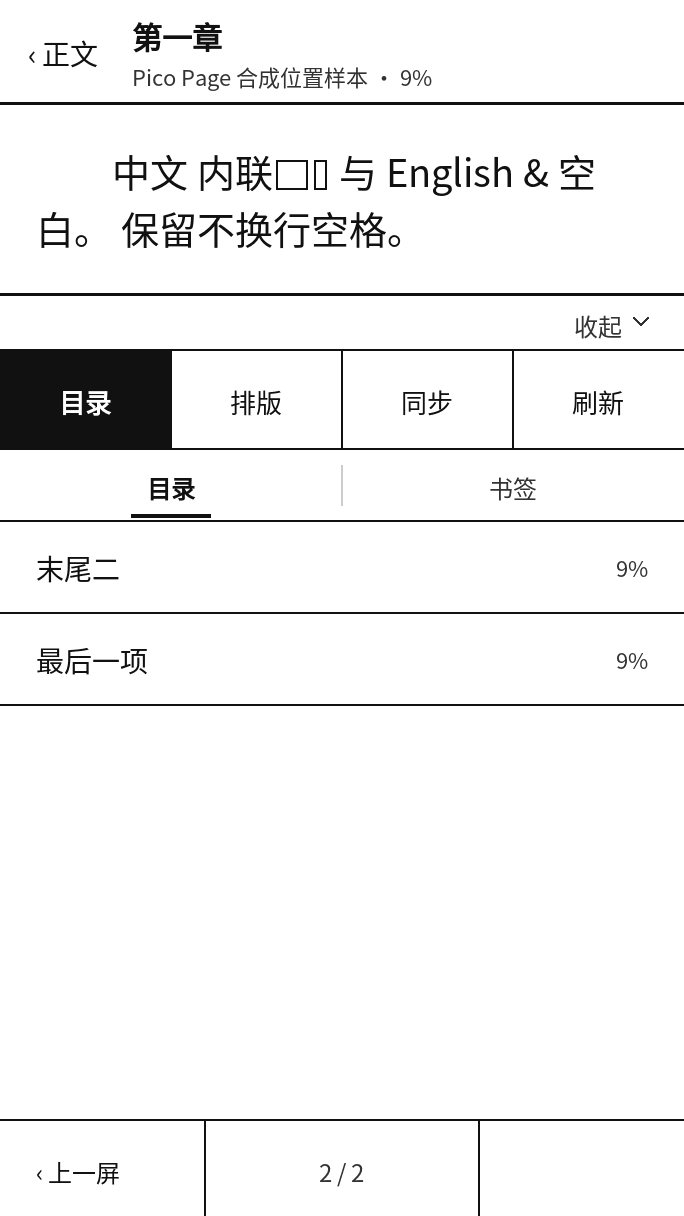 ‹ 正文
第一章
Pico Page 合成位置样本 · 9%
中文 内联□▯ 与 English & 空
白。 保留不换行空格。
收起
目录 排版 同步 刷新
目录 书签
末尾二 9%
最后一项 9%
‹ 上一屏 2 / 2